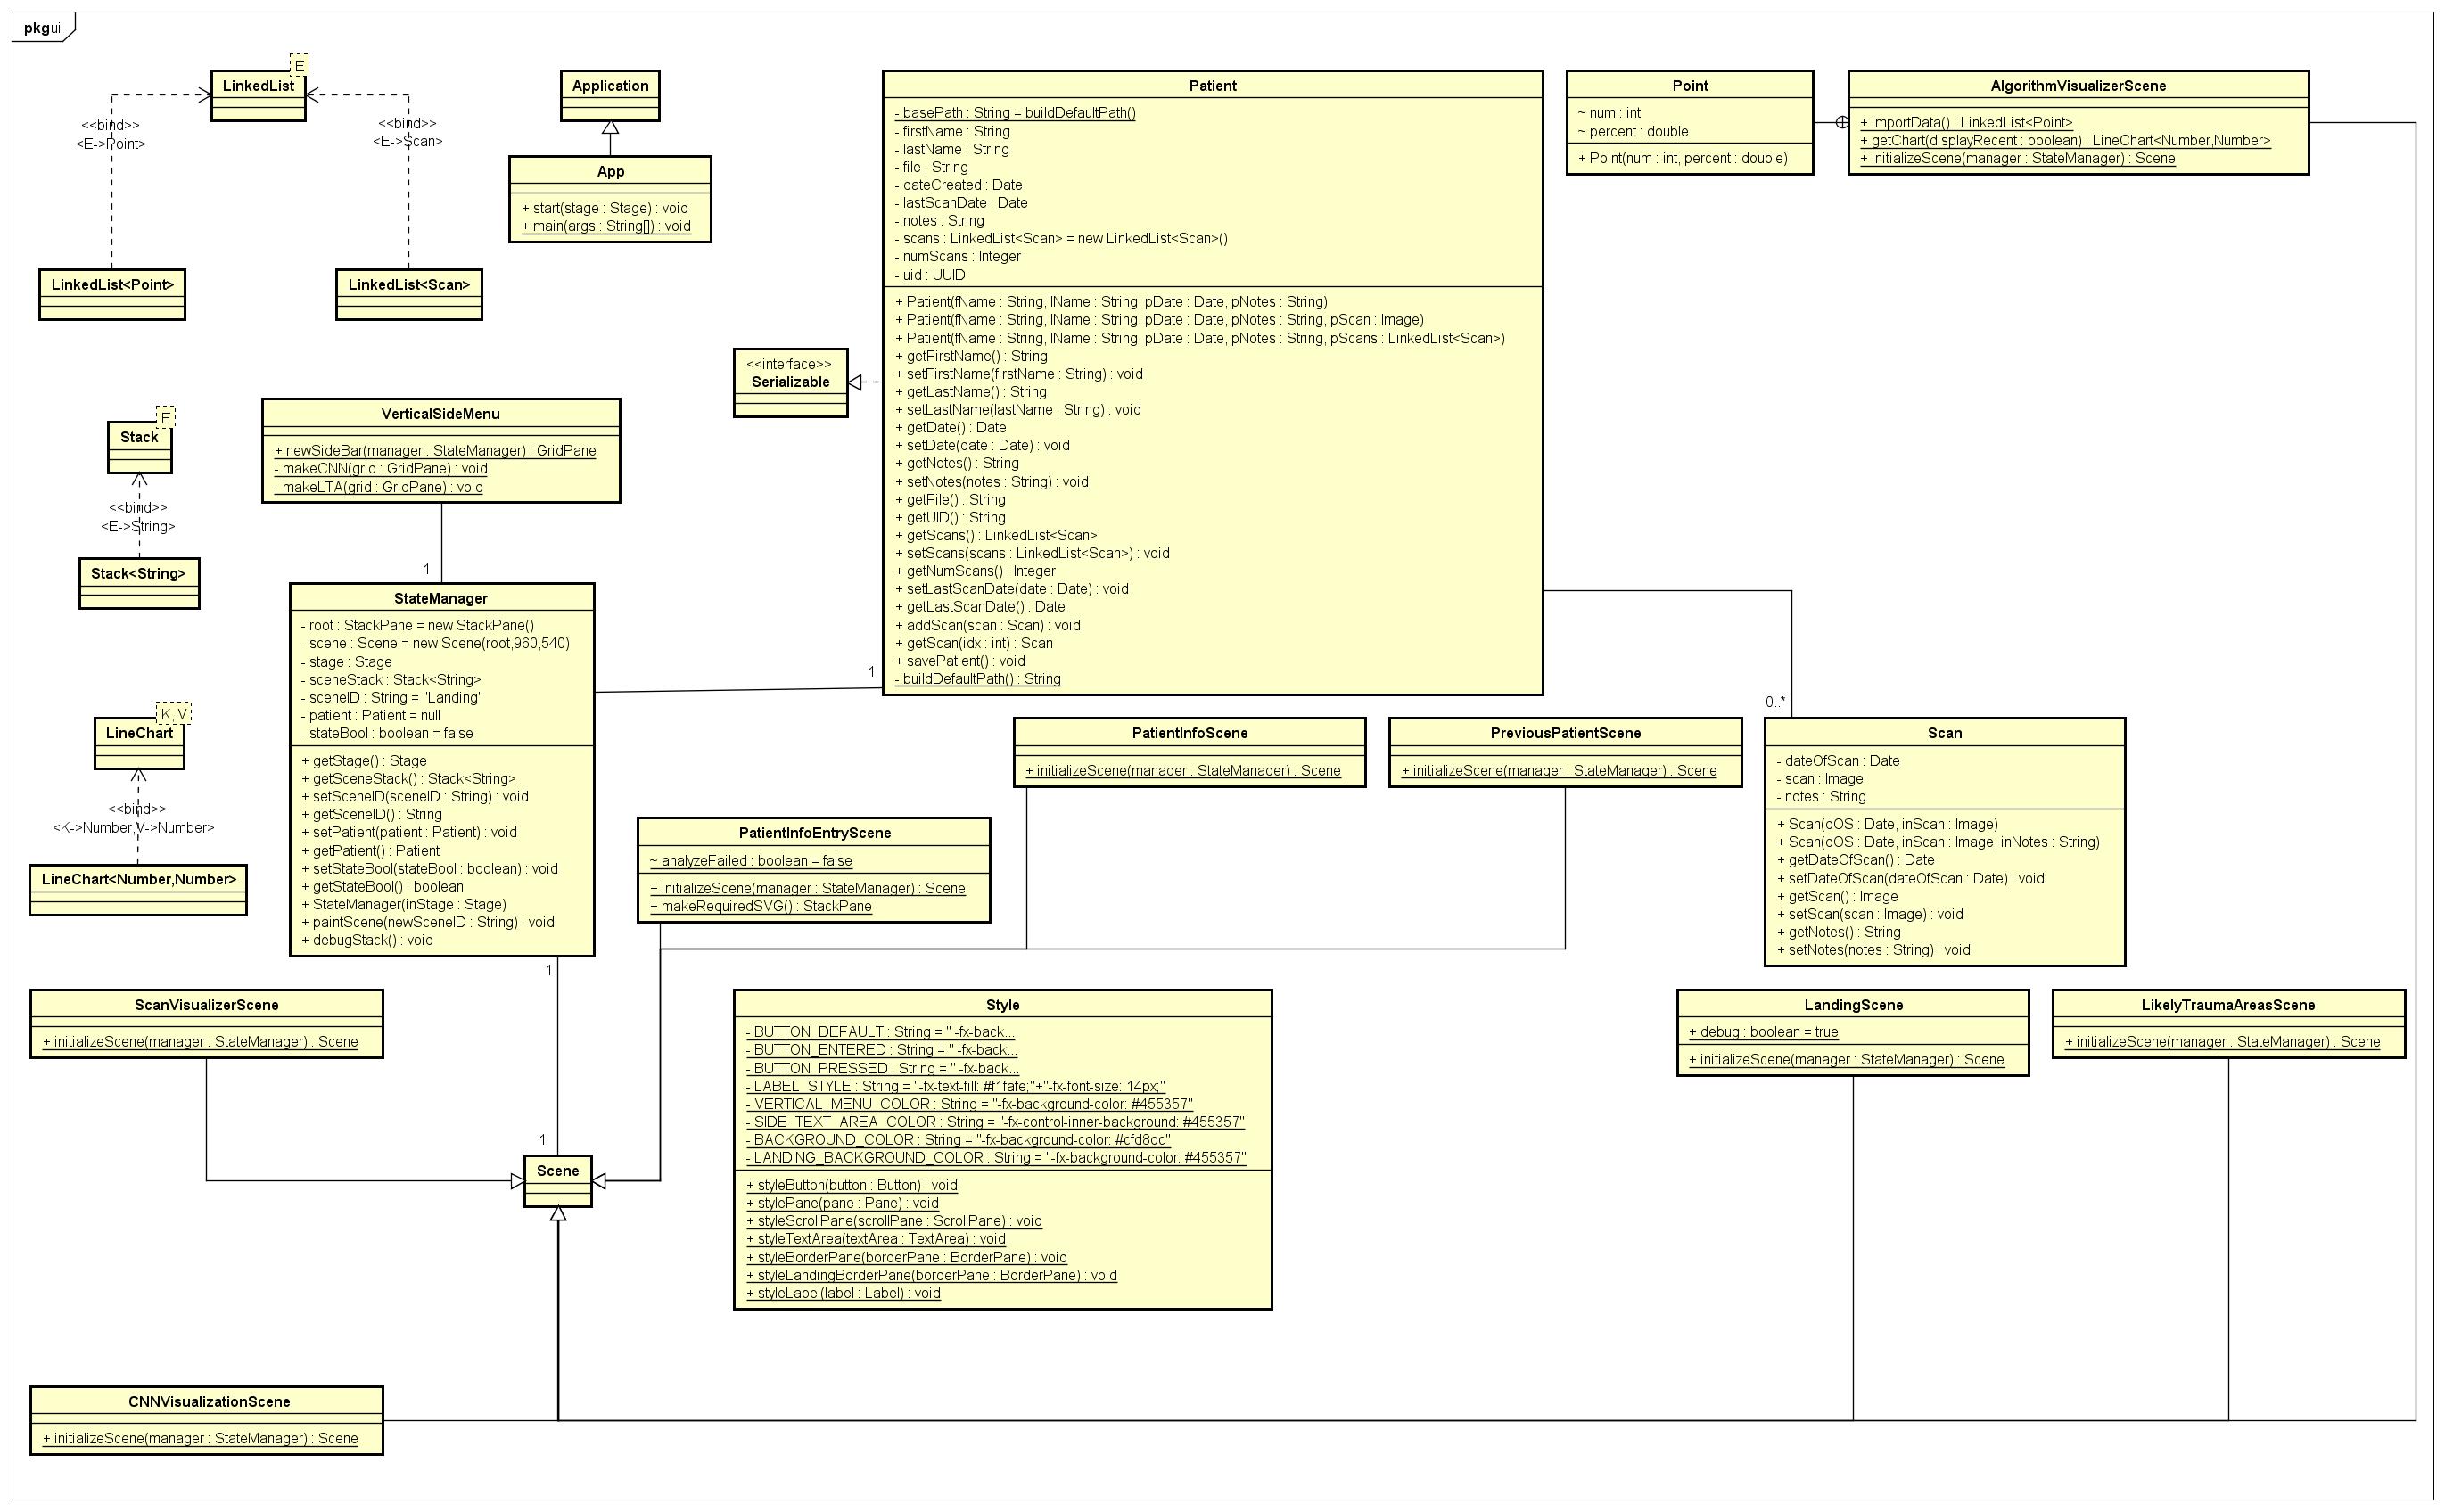 pkg ui
E
LinkedList
<<bind>>
<E->Point>
<<bind>>
<E->Scan>
LinkedList<Point>
LinkedList<Scan>
Application
App
+ start(stage : Stage) : void
+ main(args : String[]) : void
Patient
- basePath : String = buildDefaultPath()
- firstName : String
- lastName : String
- file : String
- dateCreated : Date
- lastScanDate : Date
- notes : String
- scans : LinkedList<Scan> = new LinkedList<Scan>()
- numScans : Integer
- uid : UUID
+ Patient(fName : String, lName : String, pDate : Date, pNotes : String)
+ Patient(fName : String, lName : String, pDate : Date, pNotes : String, pScan : Image)
+ Patient(fName : String, lName : String, pDate : Date, pNotes : String, pScans : LinkedList<Scan>)
+ getFirstName() : String
+ setFirstName(firstName : String) : void
+ getLastName() : String
+ setLastName(lastName : String) : void
+ getDate() : Date
+ setDate(date : Date) : void
+ getNotes() : String
+ setNotes(notes : String) : void
+ getFile() : String
+ getUID() : String
+ getScans() : LinkedList<Scan>
+ setScans(scans : LinkedList<Scan>) : void
+ getNumScans() : Integer
+ setLastScanDate(date : Date) : void
+ getLastScanDate() : Date
+ addScan(scan : Scan) : void
+ getScan(idx : int) : Scan
+ savePatient() : void
- buildDefaultPath() : String
Point
~ num : int
~ percent : double
+ Point(num : int, percent : double)
AlgorithmVisualizerScene
+ importData() : LinkedList<Point>
+ getChart(displayRecent : boolean) : LineChart<Number,Number>
+ initializeScene(manager : StateManager) : Scene
<<interface>>
Serializable
E
Stack
<<bind>>
<E->String>
Stack<String>
VerticalSideMenu
+ newSideBar(manager : StateManager) : GridPane
- makeCNN(grid : GridPane) : void
- makeLTA(grid : GridPane) : void
1
StateManager
- root : StackPane = new StackPane()
- scene : Scene = new Scene(root,960,540)
- stage : Stage
- sceneStack : Stack<String>
- sceneID : String = "Landing"
- patient : Patient = null
- stateBool : boolean = false
+ getStage() : Stage
+ getSceneStack() : Stack<String>
+ setSceneID(sceneID : String) : void
+ getSceneID() : String
+ setPatient(patient : Patient) : void
+ getPatient() : Patient
+ setStateBool(stateBool : boolean) : void
+ getStateBool() : boolean
+ StateManager(inStage : Stage)
+ paintScene(newSceneID : String) : void
+ debugStack() : void
1
1
0..*
K, V
LineChart
<<bind>>
<K->Number,V->Number>
LineChart<Number,Number>
PatientInfoScene
+ initializeScene(manager : StateManager) : Scene
PreviousPatientScene
+ initializeScene(manager : StateManager) : Scene
Scan
- dateOfScan : Date
- scan : Image
- notes : String
+ Scan(dOS : Date, inScan : Image)
+ Scan(dOS : Date, inScan : Image, inNotes : String)
+ getDateOfScan() : Date
+ setDateOfScan(dateOfScan : Date) : void
+ getScan() : Image
+ setScan(scan : Image) : void
+ getNotes() : String
+ setNotes(notes : String) : void
PatientInfoEntryScene
~ analyzeFailed : boolean = false
+ initializeScene(manager : StateManager) : Scene
+ makeRequiredSVG() : StackPane
ScanVisualizerScene
+ initializeScene(manager : StateManager) : Scene
1
Scene
Style
- BUTTON_DEFAULT : String = " -fx-back...
- BUTTON_ENTERED : String = " -fx-back...
- BUTTON_PRESSED : String = " -fx-back...
- LABEL_STYLE : String = "-fx-text-fill: #f1fafe;"+"-fx-font-size: 14px;"
- VERTICAL_MENU_COLOR : String = "-fx-background-color: #455357"
- SIDE_TEXT_AREA_COLOR : String = "-fx-control-inner-background: #455357"
- BACKGROUND_COLOR : String = "-fx-background-color: #cfd8dc"
- LANDING_BACKGROUND_COLOR : String = "-fx-background-color: #455357"
+ styleButton(button : Button) : void
+ stylePane(pane : Pane) : void
+ styleScrollPane(scrollPane : ScrollPane) : void
+ styleTextArea(textArea : TextArea) : void
+ styleBorderPane(borderPane : BorderPane) : void
+ styleLandingBorderPane(borderPane : BorderPane) : void
+ styleLabel(label : Label) : void
LandingScene
+ debug : boolean = true
+ initializeScene(manager : StateManager) : Scene
LikelyTraumaAreasScene
+ initializeScene(manager : StateManager) : Scene
CNNVisualizationScene
+ initializeScene(manager : StateManager) : Scene